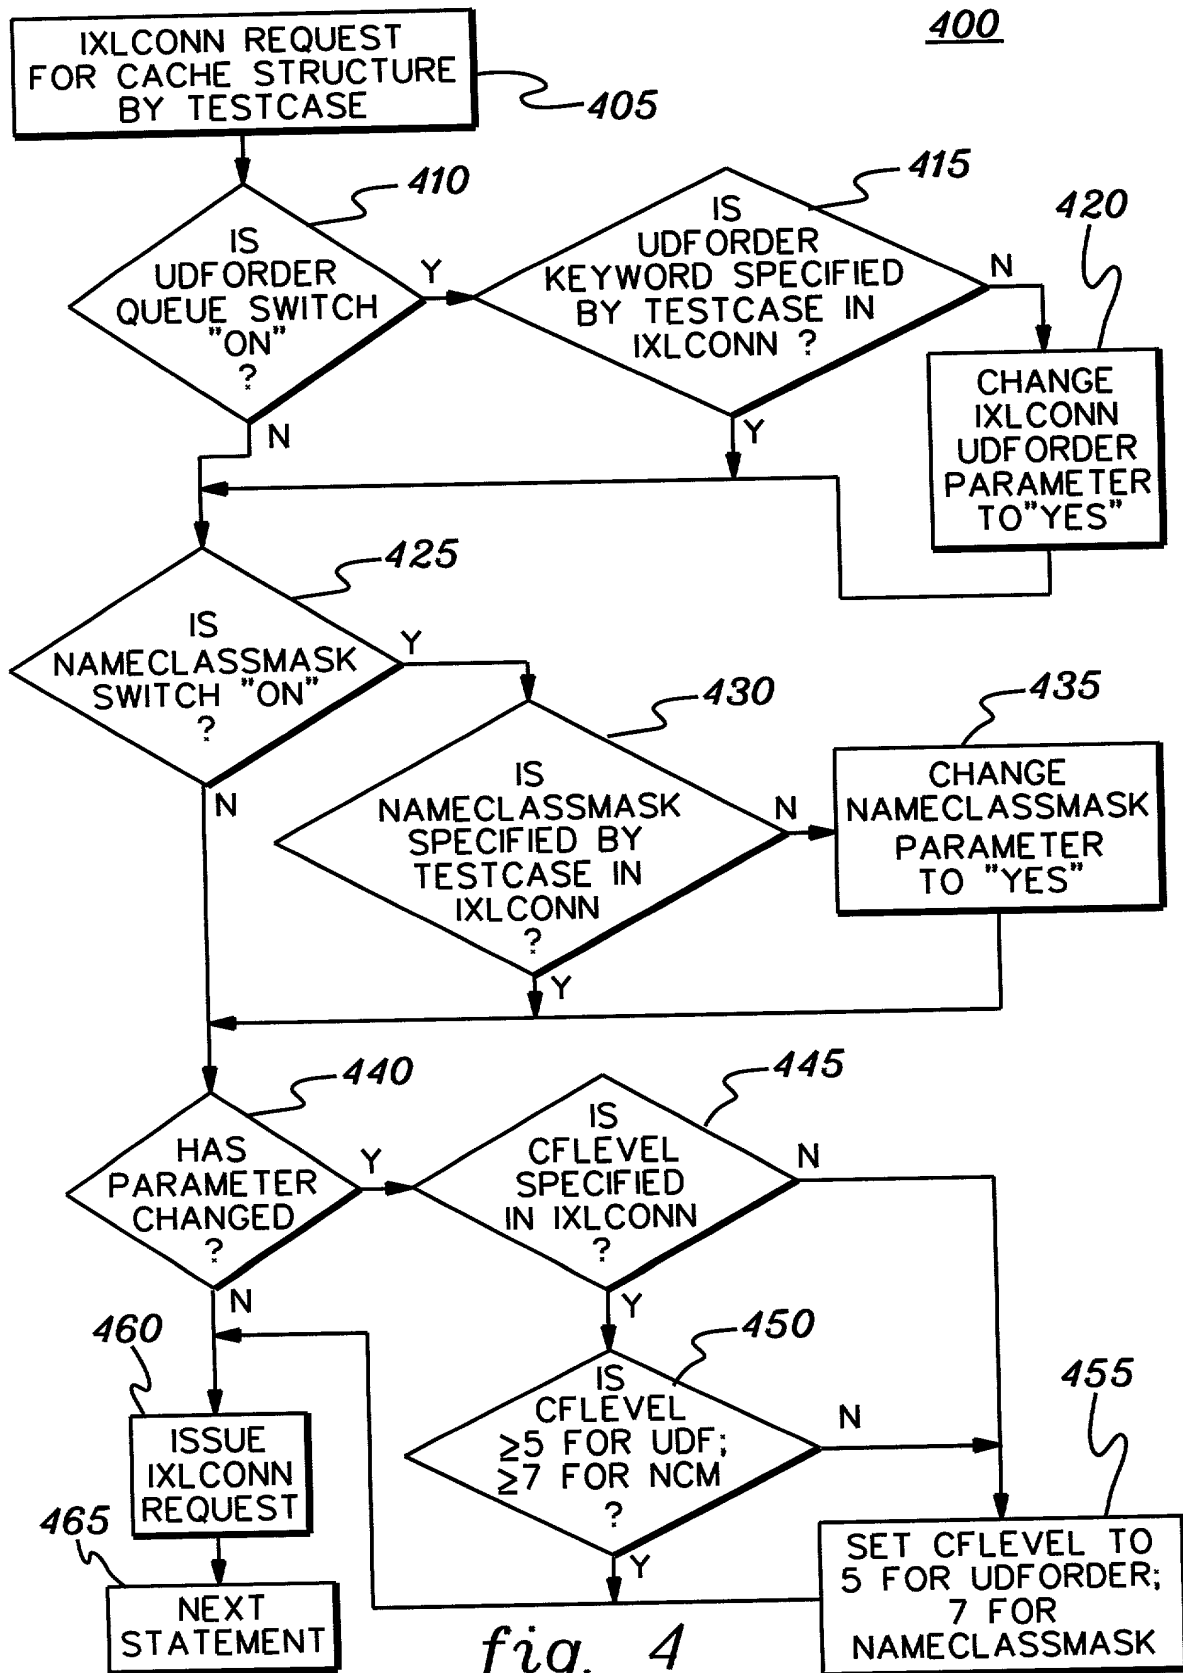 400
IXLCONN REQUEST
FOR CACHE STRUCTURE
BY TESTCASE
405
410
IS
UDFORDER
QUEUE SWITCH
"ON"
?
Y
N
415
IS
UDFORDER
KEYWORD SPECIFIED
BY TESTCASE IN
IXLCONN ?
N
Y
420
CHANGE
IXLCONN
UDFORDER
PARAMETER
TO"YES"
425
IS
NAMECLASSMASK
SWITCH "ON"
?
Y
N
430
IS
NAMECLASSMASK
SPECIFIED BY
TESTCASE IN
IXLCONN
?
N
Y
435
CHANGE
NAMECLASSMASK
PARAMETER
TO "YES"
440
HAS
PARAMETER
CHANGED
?
Y
N
445
IS
CFLEVEL
SPECIFIED
IN IXLCONN
?
N
Y
450
IS
CFLEVEL
≥5 FOR UDF;
≥7 FOR NCM
?
N
Y
455
SET CFLEVEL TO
5 FOR UDFORDER;
7 FOR
NAMECLASSMASK
460
ISSUE
IXLCONN
REQUEST
465
NEXT
STATEMENT
fig. 4